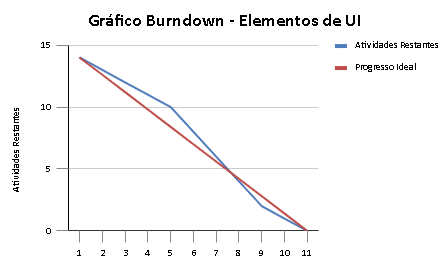 Gráfico Burndown - Elementos de UI
Atividades Restantes
Progresso Ideal
Atividades Restantes
15
10
5
0
1 2 3 4 5 6 7 8 9 10 11